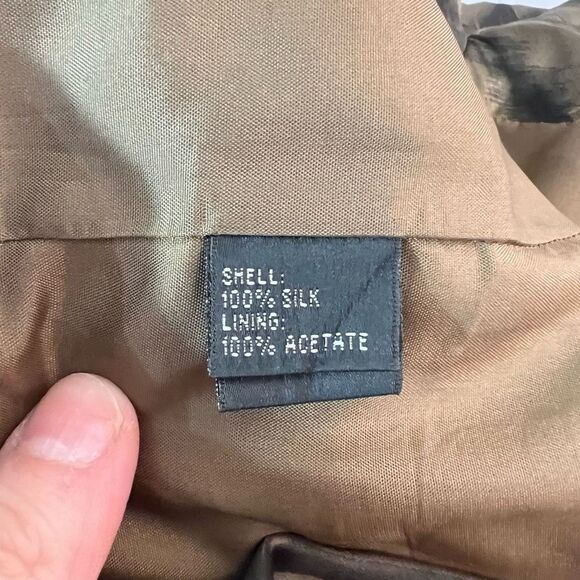 SHELL:
100% SILK
LINING:
100% ACETATE